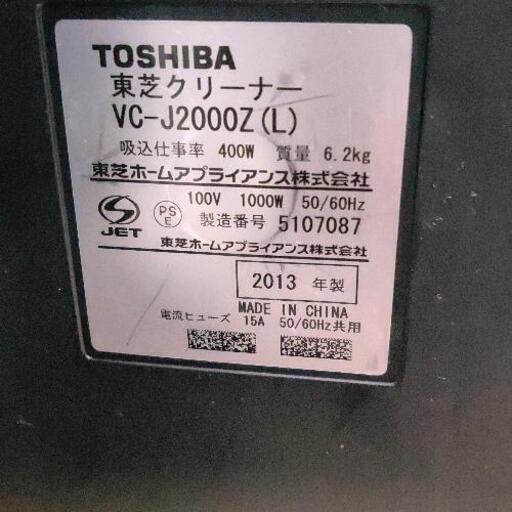 TOSHIBA
東芝クリーナー
VC-J2000Z(L)
吸込仕事率 400W 質量 6.2kg
東芝ホームアプライアンス株式会社
100V 1000W 50/60Hz
S JET PS E 製造番号 5107087
東芝ホームアプライアンス株式会社
2013 年製
MADE IN CHINA
電流ヒューズ 15A 50/60Hz共用